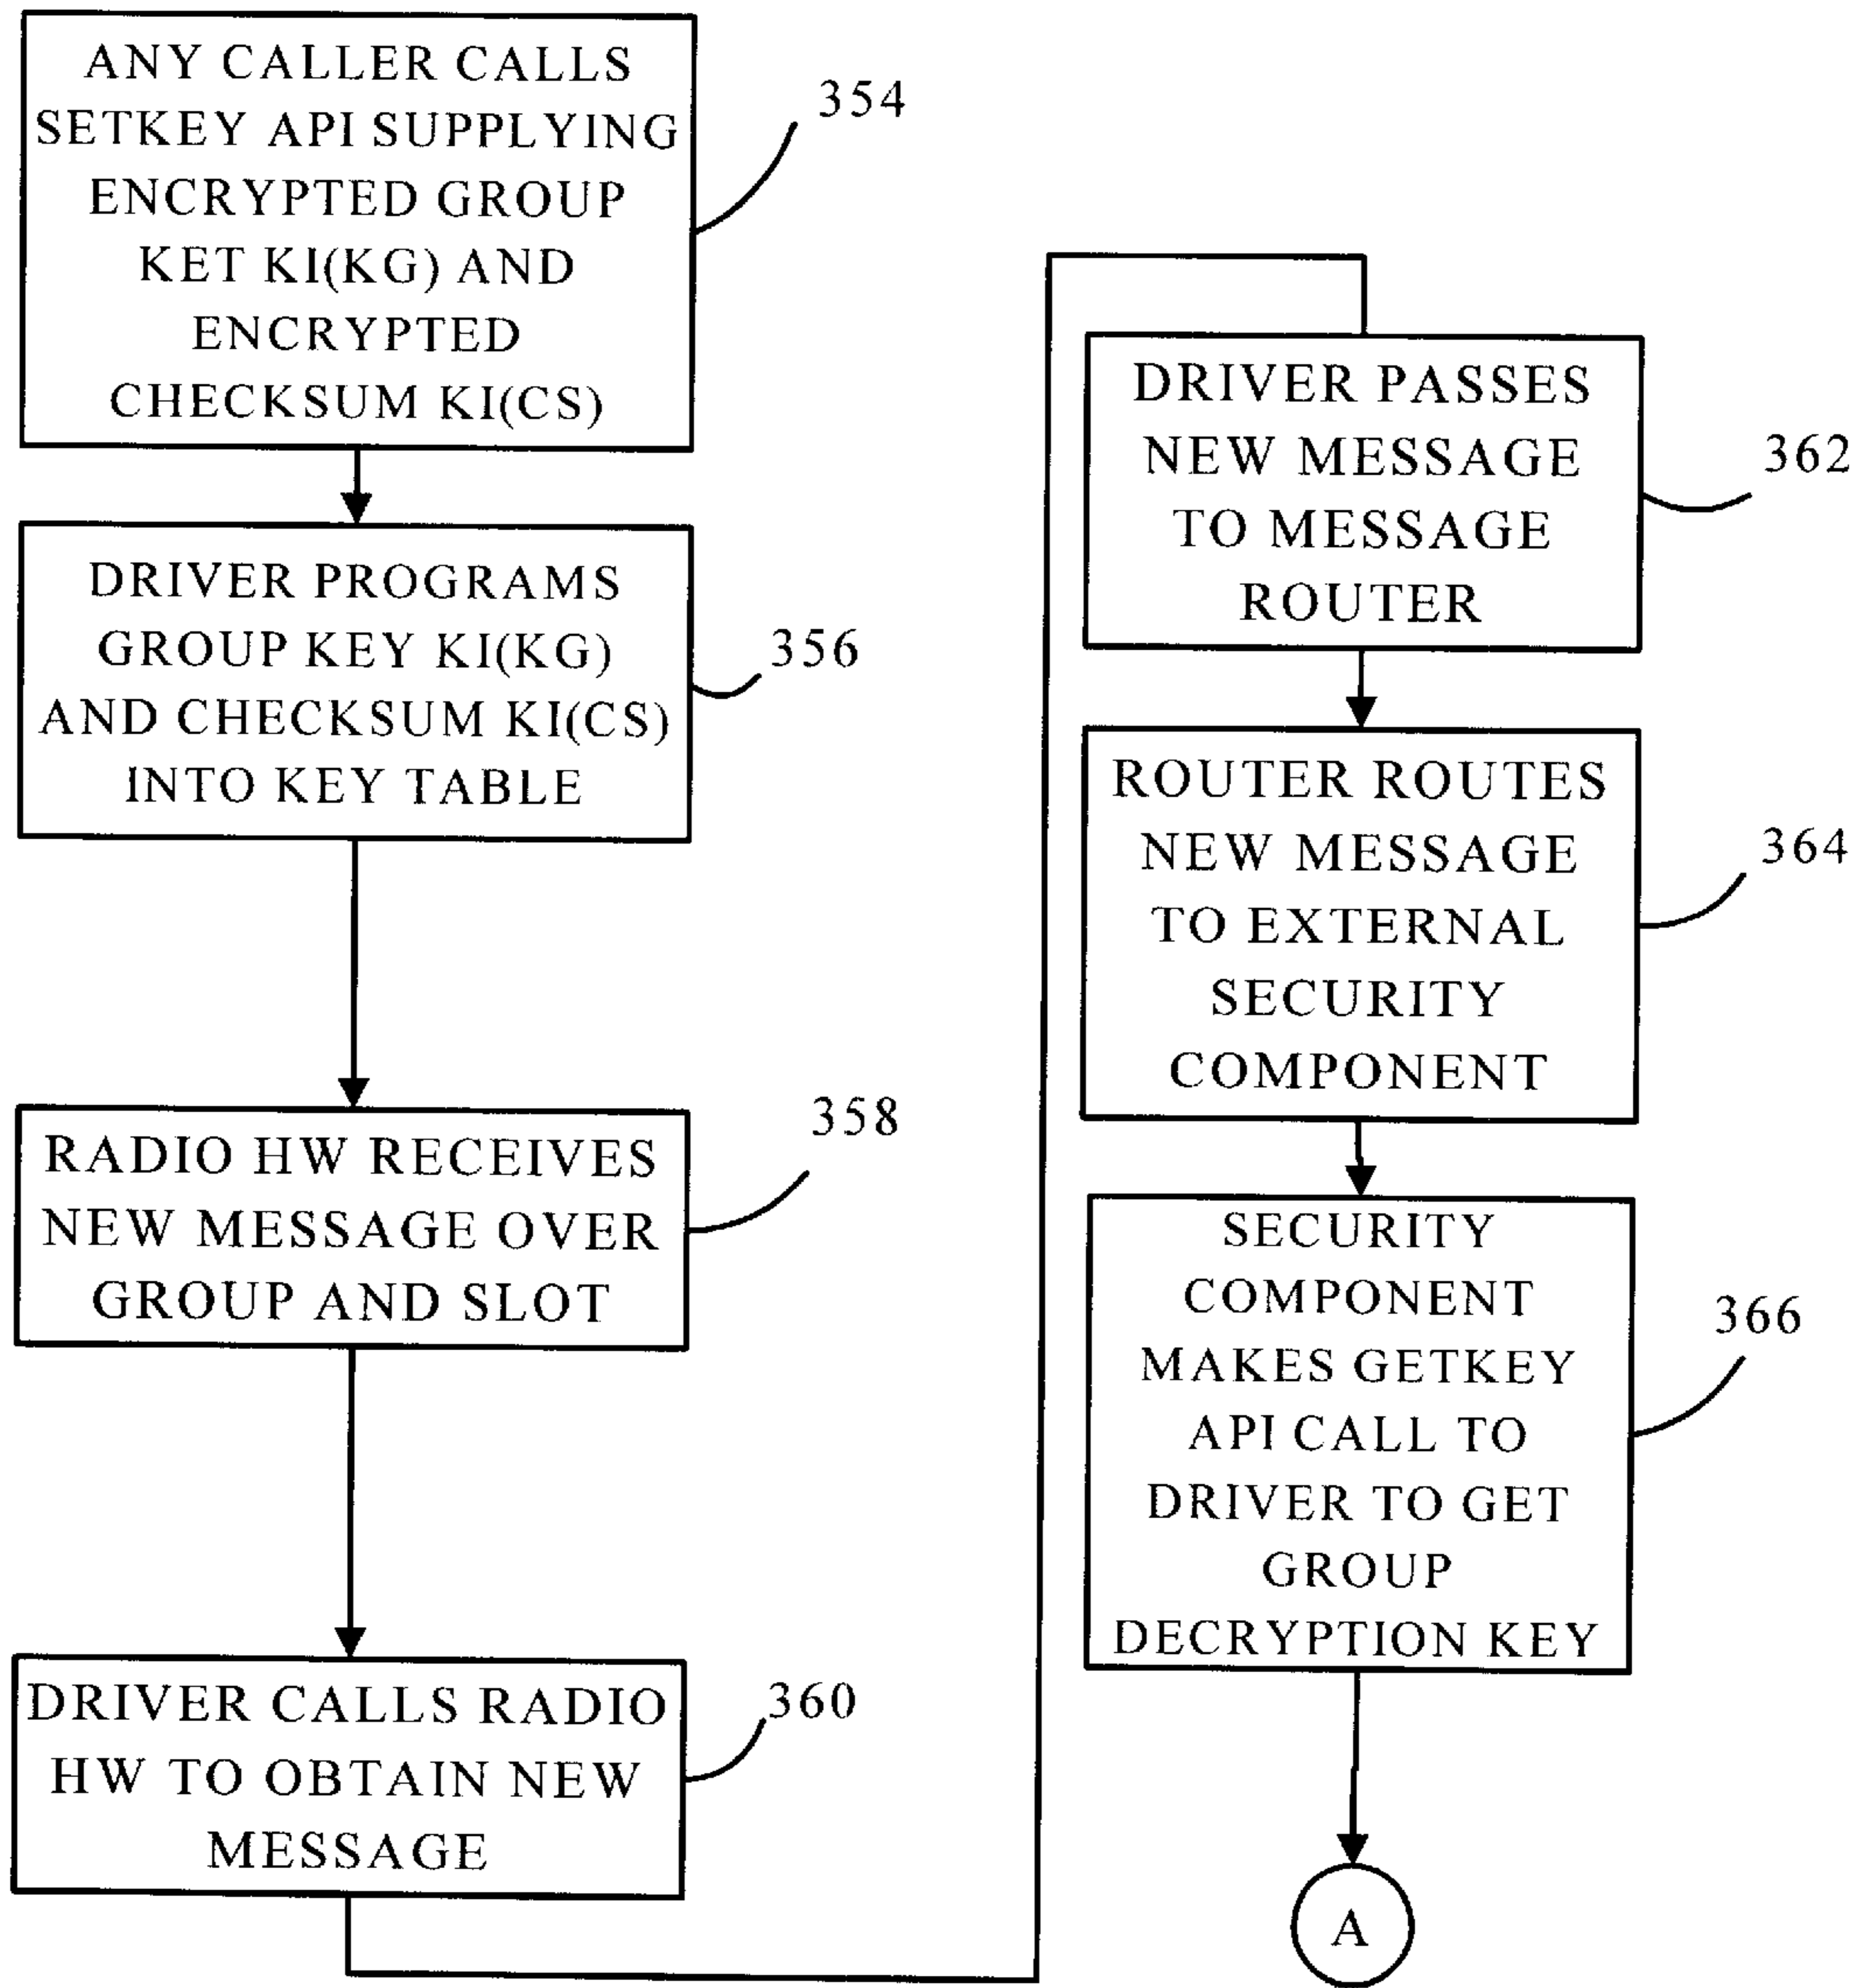 ANY CALLER CALLS
SETKEY API SUPPLYING
ENCRYPTED GROUP
KET KI(KG) AND
ENCRYPTED
CHECKSUM KI(CS)
354
DRIVER PROGRAMS
GROUP KEY KI(KG)
AND CHECKSUM KI(CS)
INTO KEY TABLE
356
RADIO HW RECEIVES
NEW MESSAGE OVER
GROUP AND SLOT
358
DRIVER CALLS RADIO
HW TO OBTAIN NEW
MESSAGE
360
DRIVER PASSES
NEW MESSAGE
TO MESSAGE
ROUTER
362
ROUTER ROUTES
NEW MESSAGE
TO EXTERNAL
SECURITY
COMPONENT
364
SECURITY
COMPONENT
MAKES GETKEY
API CALL TO
DRIVER TO GET
GROUP
DECRYPTION KEY
366
A